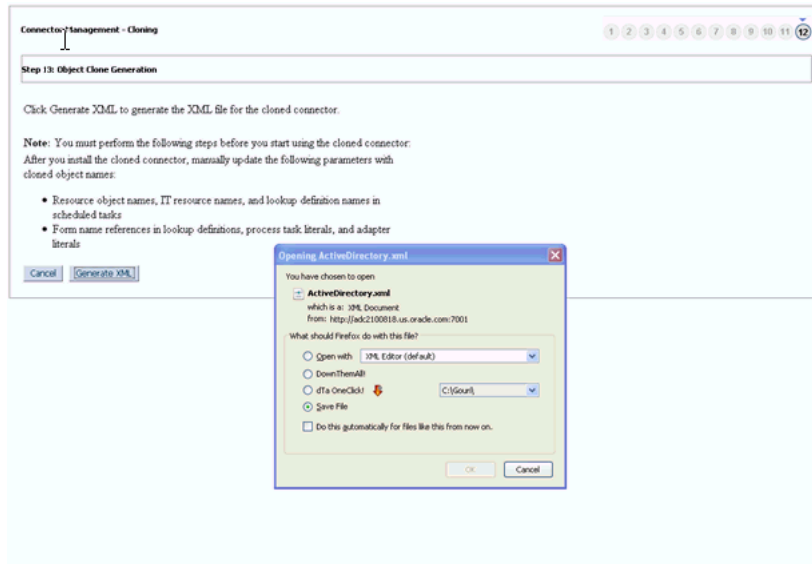 Connector Management - Cloning
1 2 3 4 5 6 7 8 9 10 11 12
Step 13: Object Clone Generation
Click Generate XML to generate the XML file for the cloned connector.
Note: You must perform the following steps before you start using the cloned connector:
After you install the cloned connector, manually update the following parameters with
cloned object names:
Resource object names, IT resource names, and lookup definition names in
scheduled tasks
Form name references in lookup definitions, process task literals, and adapter
literals
Cancel Generate XML
Opening ActiveDirectory.xml
You have chosen to open
ActiveDirectory.xml
which is a: XML Document
from: http://adc2100818.us.oracle.com:7001
What should Firefox do with this file?
Open with XML Editor (default)
DownThemAll!
dTa OneClick! C:\Gouri\
Save File
Do this automatically for files like this from now on.
OK Cancel